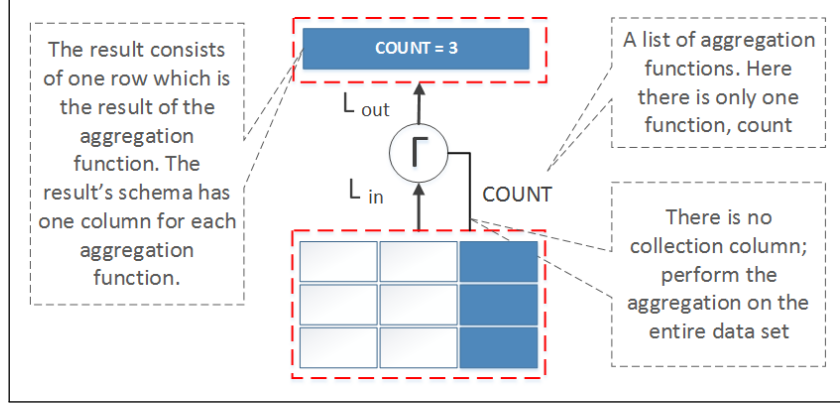 The result consists
of one row which is
the result of the
aggregation
function. The
result's schema has
one column for each
aggregation
function.
COUNT = 3
L out
Γ
L in
COUNT
A list of aggregation
functions. Here
there is only one
function, count
There is no
collection column;
perform the
aggregation on the
entire data set